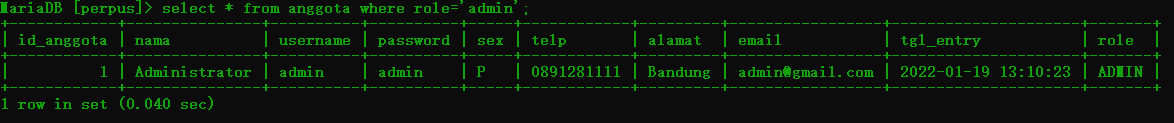 MariaDB [perpus]> select * from anggota where role='admin';
+------------+---------------+----------+----------+-----+------------+---------+-----------------+---------------------+-------+
| id_anggota | nama | username | password | sex | telp | alamat | email | tgl_entry | role |
+------------+---------------+----------+----------+-----+------------+---------+-----------------+---------------------+-------+
| 1 | Administrator | admin | admin | P | 0891281111 | Bandung | admin@gmail.com | 2022-01-19 13:10:23 | ADMIN |
+------------+---------------+----------+----------+-----+------------+---------+-----------------+---------------------+-------+
1 row in set (0.040 sec)